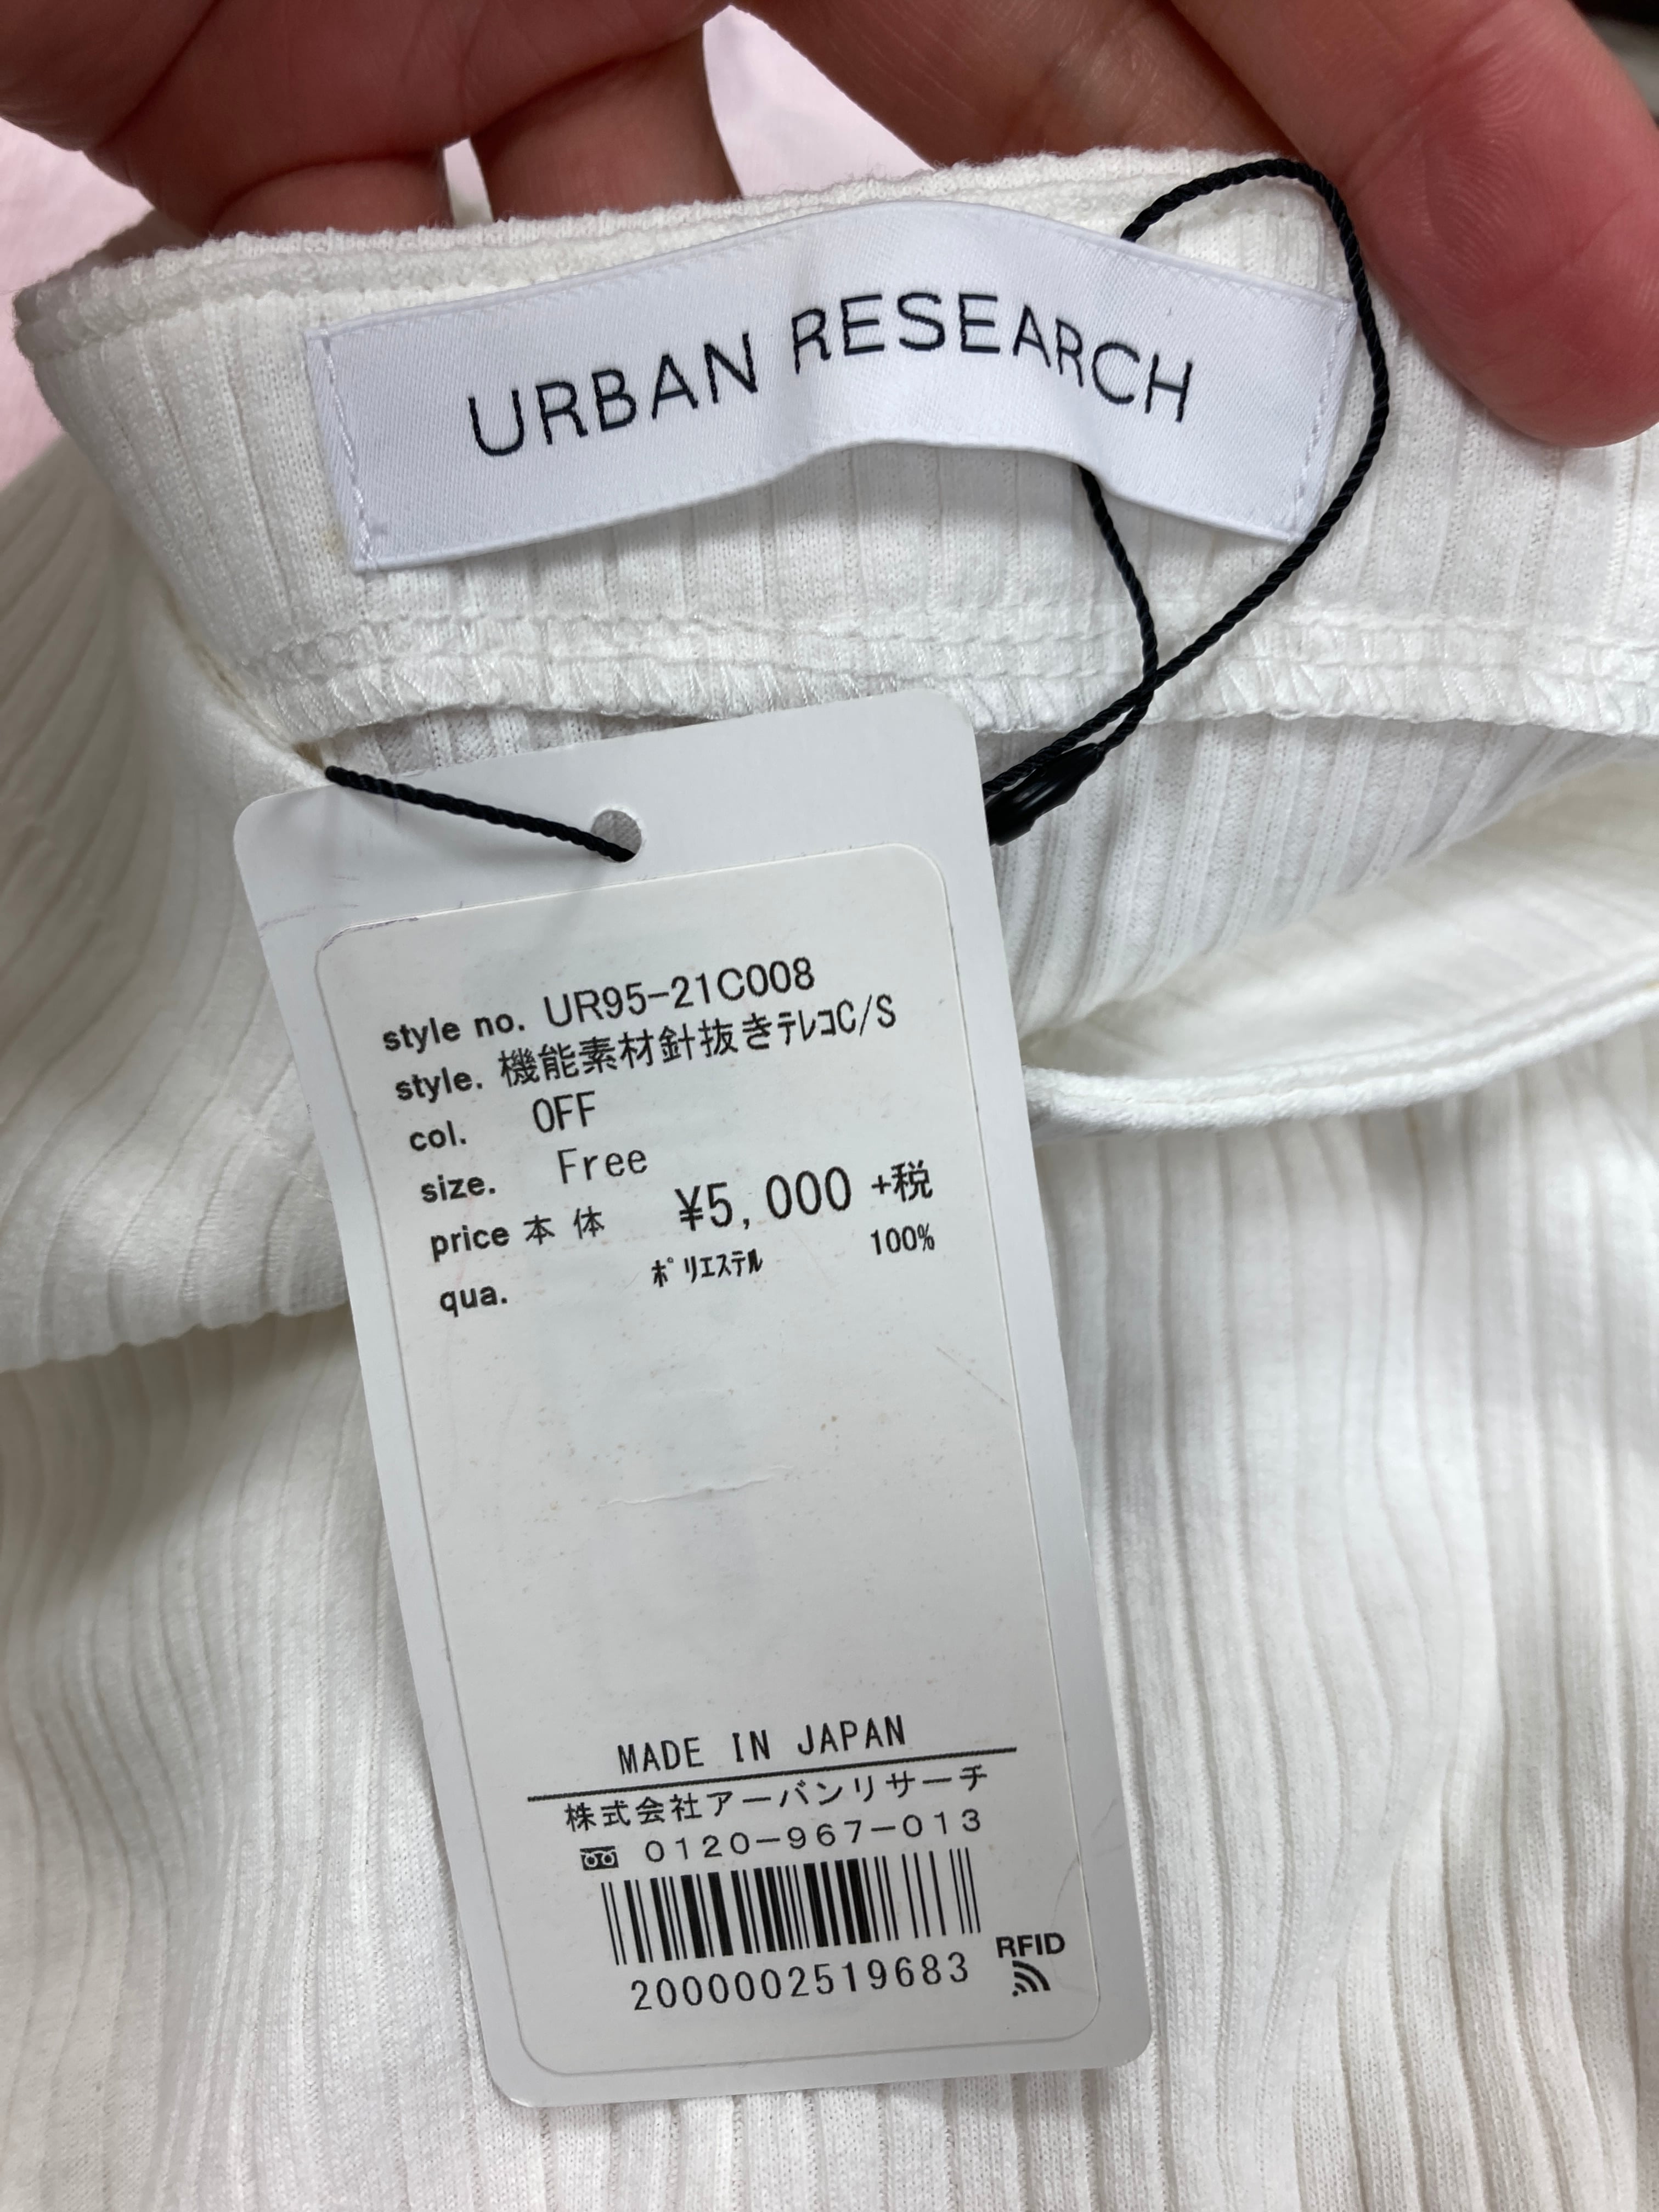 URBAN RESEARCH
style no. UR95-21C008
style. 機能素材針抜きﾃﾚｺC/S
col. OFF
size. Free
price 本体 ¥5,000 +税
qua. ﾎﾟﾘｴｽﾃﾙ 100%
MADE IN JAPAN
株式会社アーバンリサーチ
0120-967-013
2000002519683
RFID